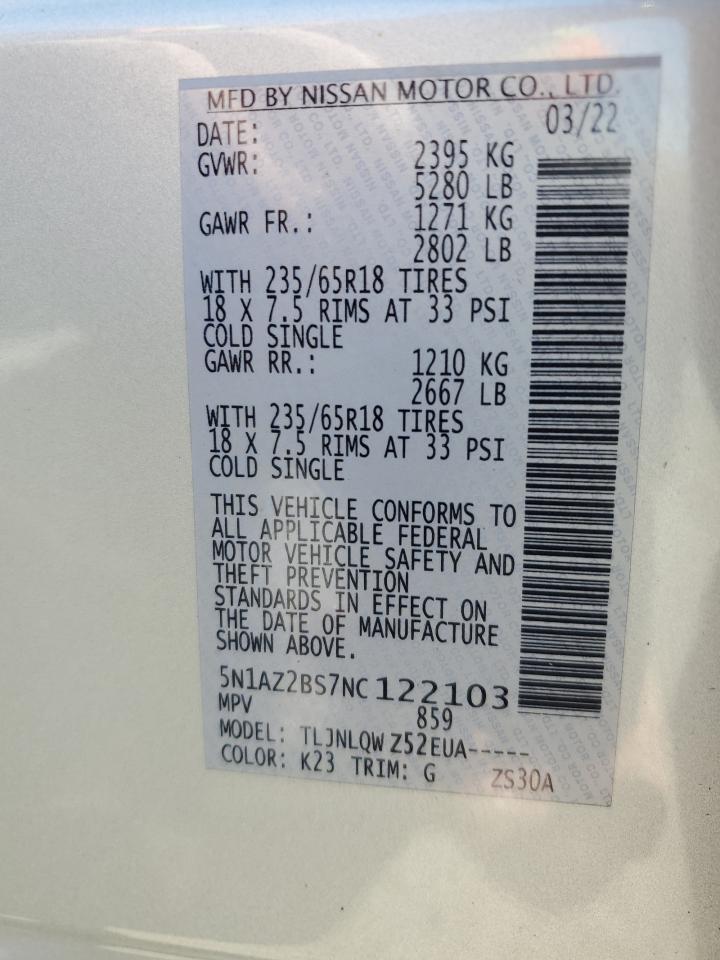 MFD BY NISSAN MOTOR CO., LTD.
DATE: 03/22
GVWR: 2395 KG
5280 LB
GAWR FR.: 1271 KG
2802 LB
WITH 235/65R18 TIRES
18 X 7.5 RIMS AT 33 PSI
COLD SINGLE
GAWR RR.: 1210 KG
2667 LB
WITH 235/65R18 TIRES
18 X 7.5 RIMS AT 33 PSI
COLD SINGLE
THIS VEHICLE CONFORMS TO
ALL APPLICABLE FEDERAL
MOTOR VEHICLE SAFETY AND
THEFT PREVENTION
STANDARDS IN EFFECT ON
THE DATE OF MANUFACTURE
SHOWN ABOVE.
5N1AZ2BS7NC122103
MPV 859
MODEL: TLJNLQW Z52EUA-----
COLOR: K23 TRIM: G ZS30A